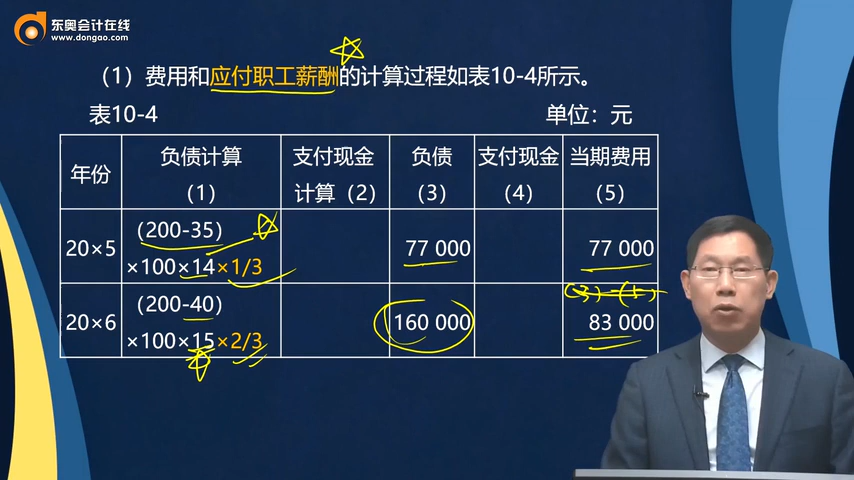 东奥会计在线
www.dongao.com
（1）费用和应付职工薪酬的计算过程如表10-4所示。
表10-4 单位：元
年份 负债计算（1） 支付现金计算（2） 负债（3） 支付现金（4） 当期费用（5）
20×5 (200-35)×100×14×1/3 77 000 77 000
(3)-(1)
20×6 (200-40)×100×15×2/3 160 000 83 000